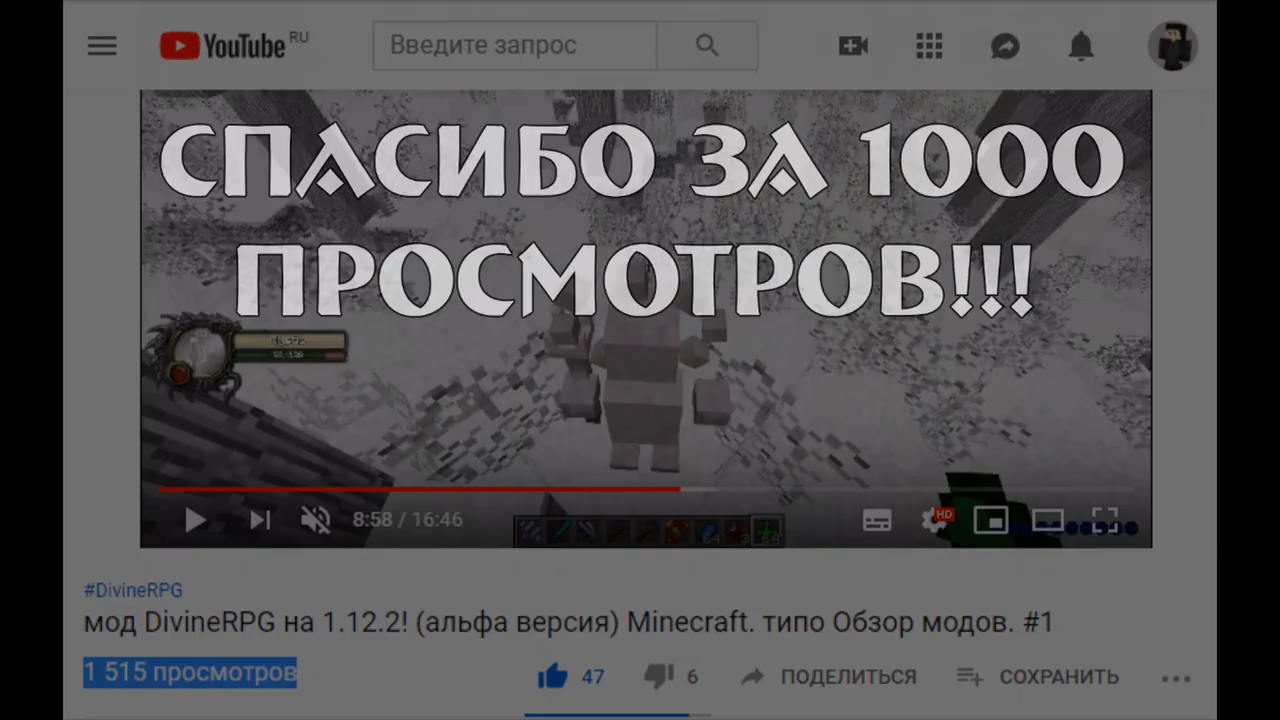 YouTube RU
Введите запрос
СПАСИБО ЗА 1000
ПРОСМОТРОВ!!!
8:58 / 16:46
HD
#DivineRPG
мод DivineRPG на 1.12.2! (альфа версия) Minecraft. типо Обзор модов. #1
1 515 просмотров
47
6
ПОДЕЛИТЬСЯ
СОХРАНИТЬ